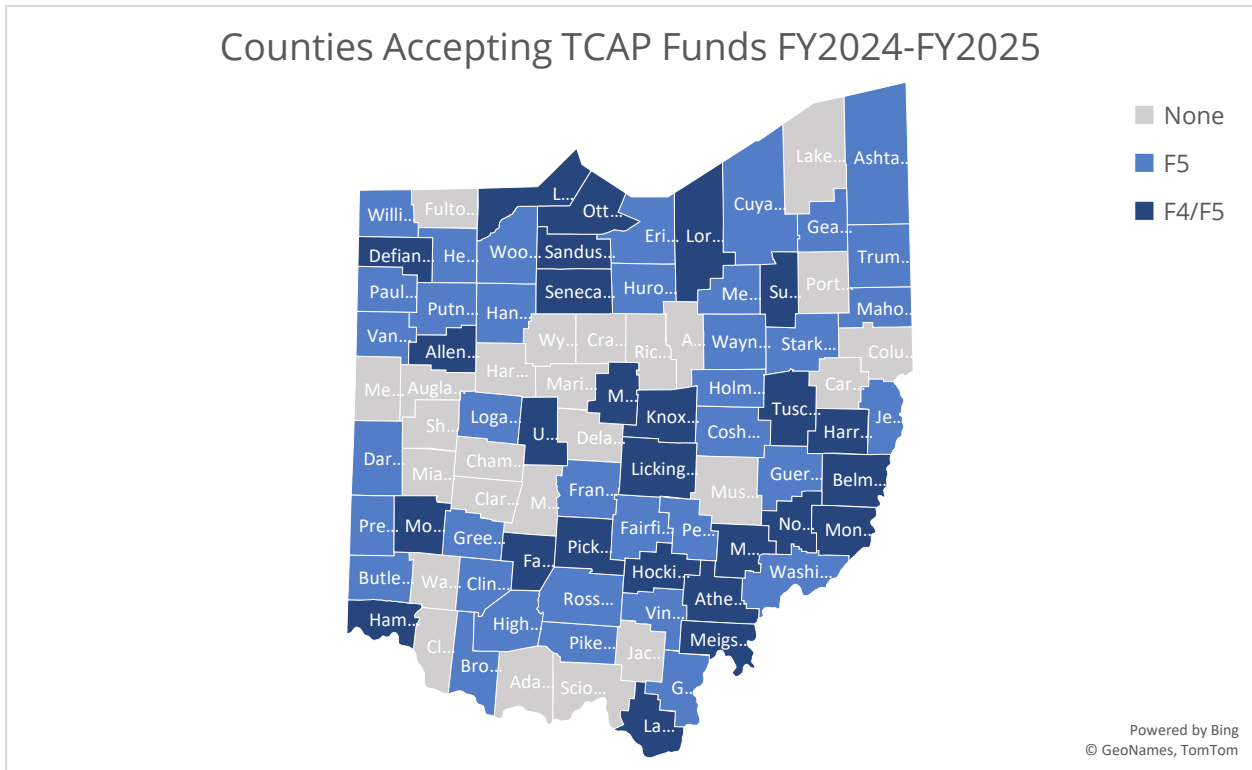 Counties Accepting TCAP Funds FY2024-FY2025
None
F5
F4/F5
Lake...
Ashta...
L...
Ott...
Cuya...
Willi...
Fulto...
Eri...
Lor...
Gea...
Defian...
He...
Woo...
Sandus...
Trum...
Paul...
Putn...
Han...
Seneca...
Huro...
Me...
Su...
Port...
Maho...
Van...
Allen...
Wy...
Cra...
Ric...
A...
Wayn...
Stark...
Colu...
Me...
Augla...
Har...
Mari...
M...
Knox...
Holm...
Tusc...
Car...
Je...
Sh...
Loga...
U...
Dela...
Cosh...
Harr...
Dar...
Mia...
Cham...
Licking...
Mus...
Guer...
Belm...
Clar...
M...
Fran...
Pre...
Mo...
Gree...
Fa...
Pick...
Fairfi...
Pe...
M...
No...
Mon...
Butle...
Wa...
Clin...
Ross...
Hocki...
Athe...
Washi...
Ham...
Cl...
High...
Pike...
Vin...
Meigs...
Bro...
Ada...
Scio...
Jac...
G...
La...
Powered by Bing
© GeoNames, TomTom